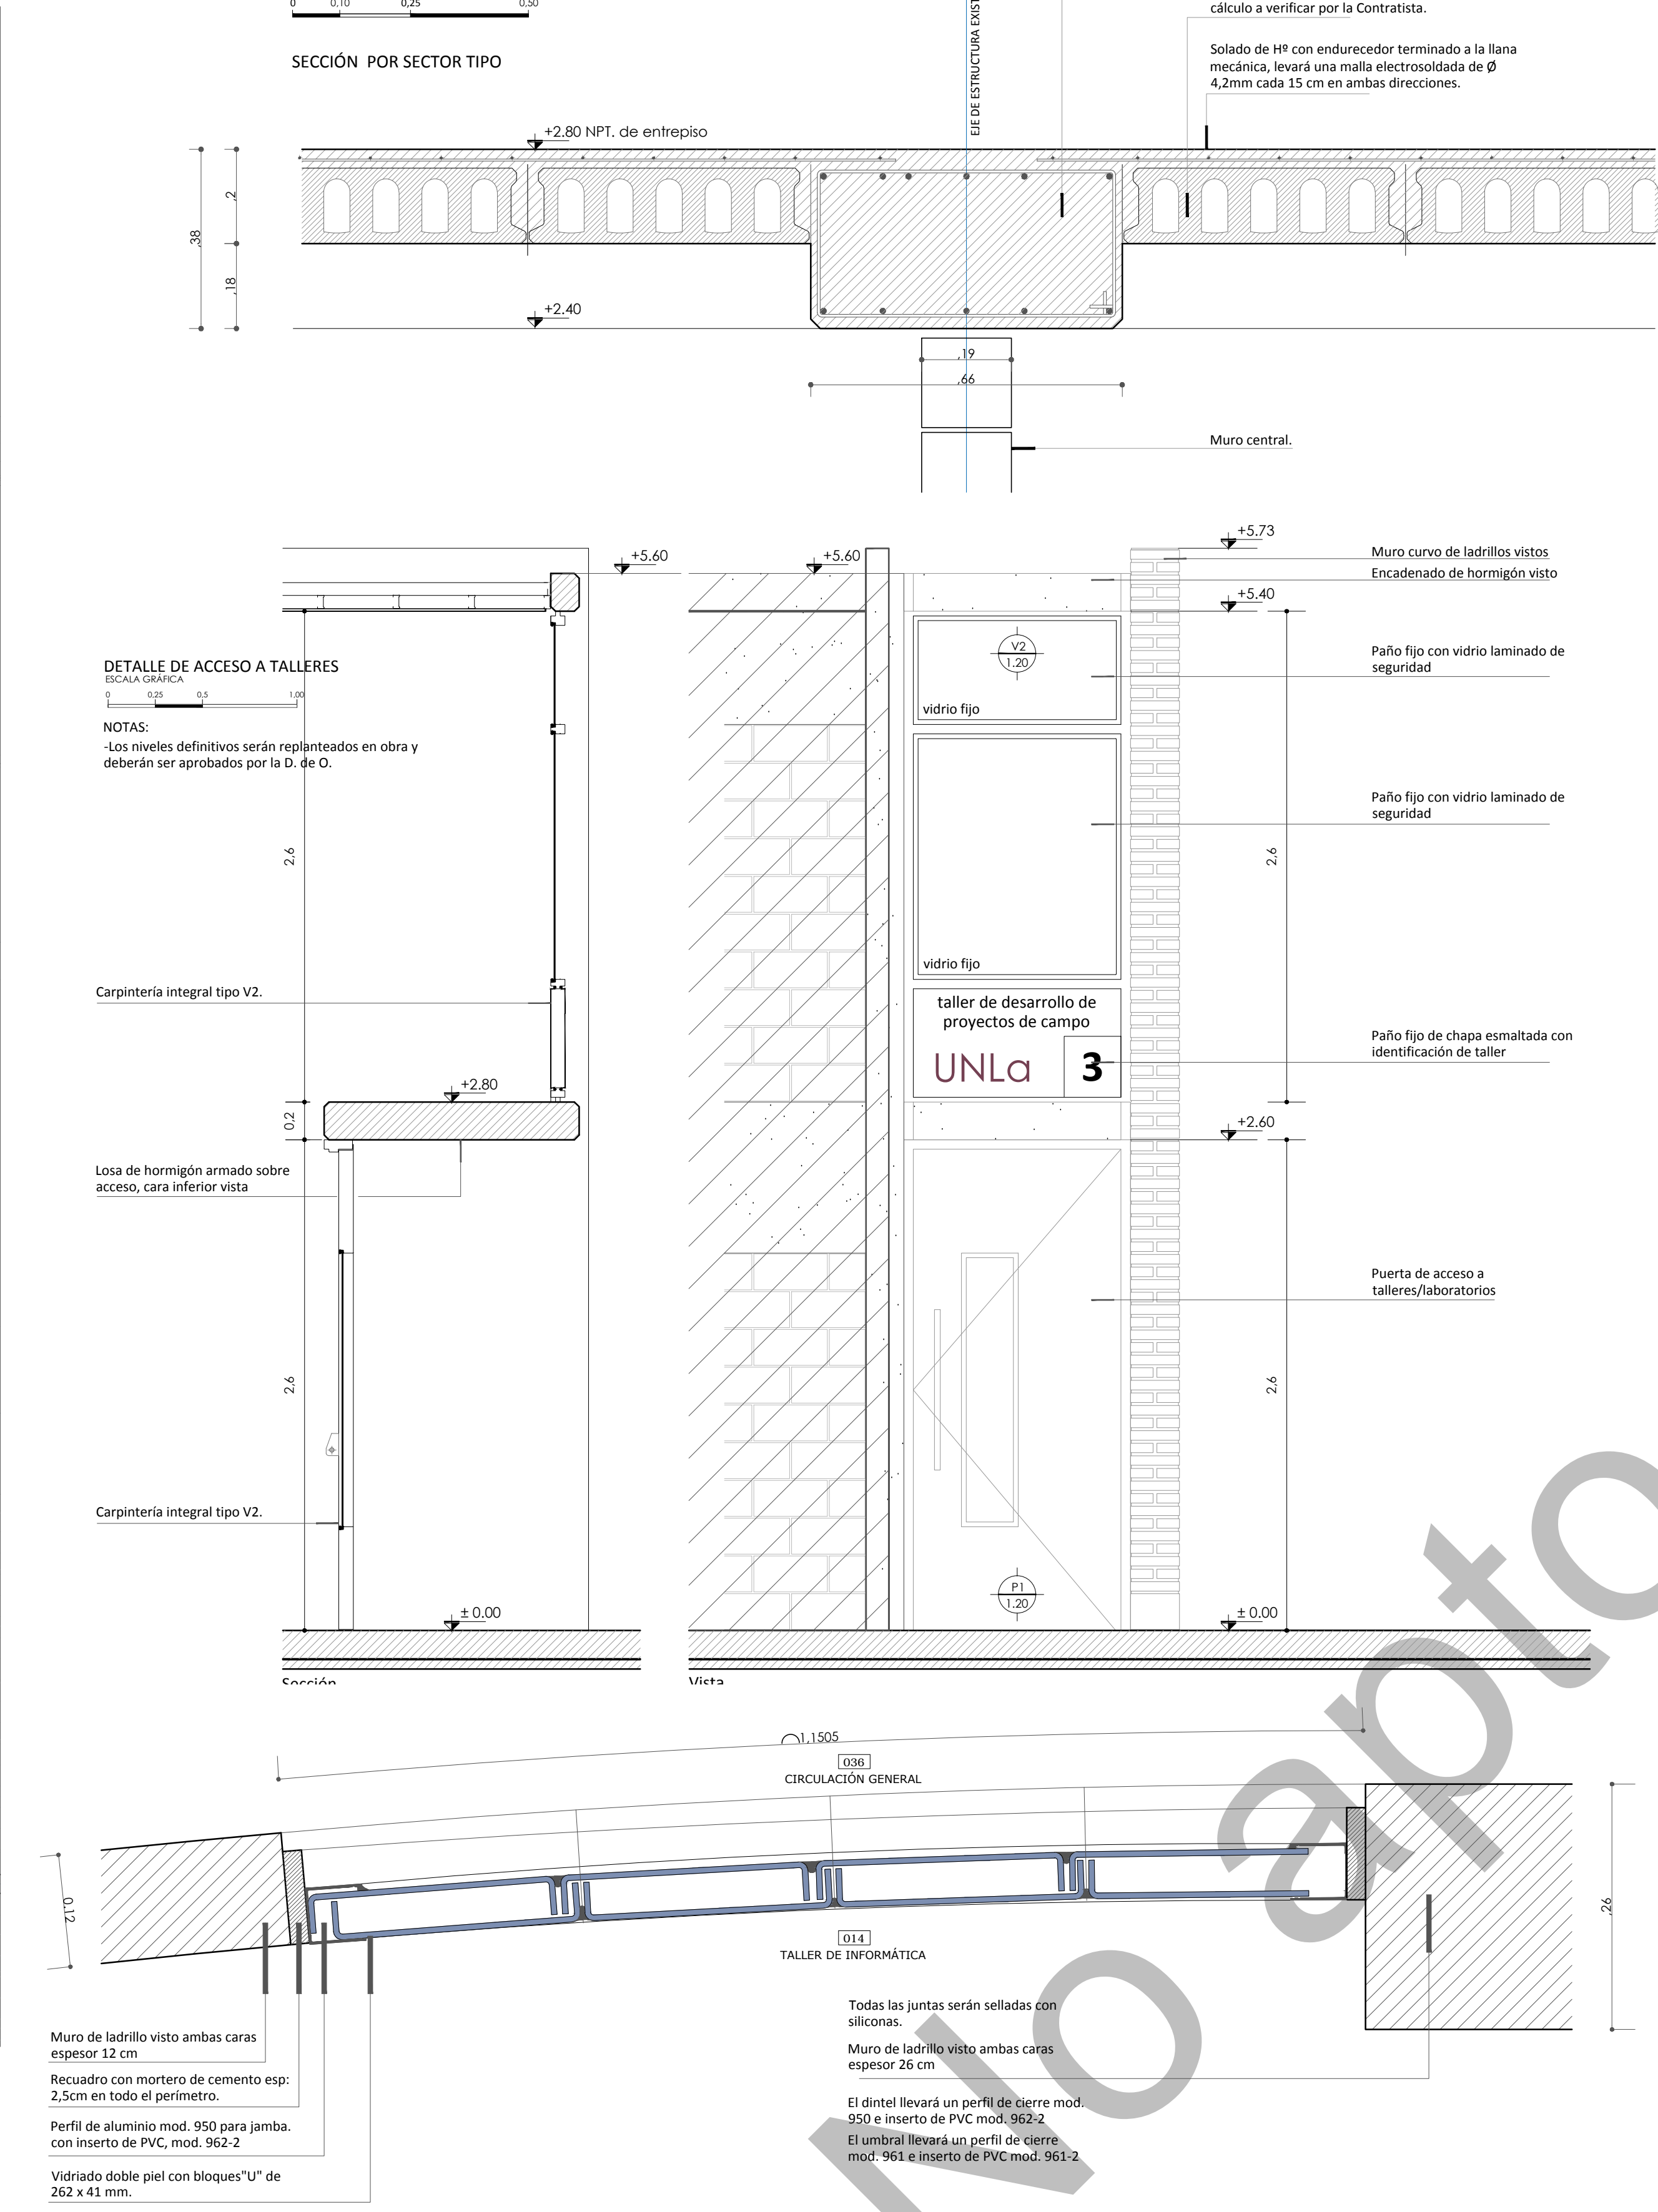 0 0,10 0,25 0,50
SECCIÓN POR SECTOR TIPO
EJE DE ESTRUCTURA EXIST
cálculo a verificar por la Contratista.
Solado de Hº con endurecedor terminado a la llana
mecánica, levará una malla electrosoldada de Ø
4,2mm cada 15 cm en ambas direcciones.
+2.80 NPT. de entrepiso
,2
,38
,18
+2.40
,19
,66
Muro central.
+5.60
+5.60
+5.73
Muro curvo de ladrillos vistos
Encadenado de hormigón visto
+5.40
DETALLE DE ACCESO A TALLERES
ESCALA GRÁFICA
0 0,25 0,5 1,00
NOTAS:
-Los niveles definitivos serán replanteados en obra y
deberán ser aprobados por la D. de O.
V2
1.20
vidrio fijo
Paño fijo con vidrio laminado de
seguridad
Paño fijo con vidrio laminado de
seguridad
2,6
2,6
vidrio fijo
Carpintería integral tipo V2.
taller de desarrollo de
proyectos de campo
UNLa 3
Paño fijo de chapa esmaltada con
identificación de taller
+2.80
0,2
+2.60
Losa de hormigón armado sobre
acceso, cara inferior vista
Puerta de acceso a
talleres/laboratorios
2,6
2,6
Carpintería integral tipo V2.
P1
1.20
± 0.00
± 0.00
Sección
Vista
1,1505
036
CIRCULACIÓN GENERAL
0,12
,26
014
TALLER DE INFORMÁTICA
Muro de ladrillo visto ambas caras
espesor 12 cm
Recuadro con mortero de cemento esp:
2,5cm en todo el perímetro.
Perfil de aluminio mod. 950 para jamba.
con inserto de PVC, mod. 962-2
Vidriado doble piel con bloques"U" de
262 x 41 mm.
Todas las juntas serán selladas con
siliconas.
Muro de ladrillo visto ambas caras
espesor 26 cm
El dintel llevará un perfil de cierre mod.
950 e inserto de PVC mod. 962-2
El umbral llevará un perfil de cierre
mod. 961 e inserto de PVC mod. 961-2
No apto